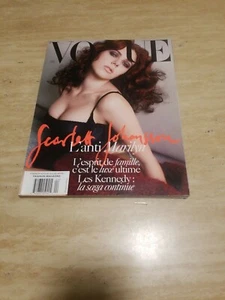 VOGUE
Scarlett Johansson
L'anti Marilyn
L'esprit de famille,
c'est le luxe ultime
Les Kennedy :
la saga continue